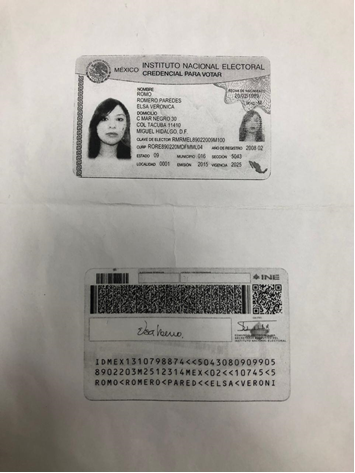 MÉXICO INSTITUTO NACIONAL ELECTORAL
CREDENCIAL PARA VOTAR
NOMBRE
ROMO
ROMERO PAREDES
ELSA VERONICA
FECHA DE NACIMIENTO
SEXO M
DOMICILIO
C MAR NEGRO 30
COL TACUBA 11410
MIGUEL HIDALGO, D.F.
CLAVE DE ELECTOR RMRMEL89022009M100
CURP AÑO DE REGISTRO 2008 02
ESTADO 09 MUNICIPIO 016 SECCIÓN 5043
LOCALIDAD 0001 EMISIÓN 2015 VIGENCIA 2025
INE
IDMEX1310798874<<5043080909905
8902203M2512314MEX<02<<10745<5
ROMO<ROMERO<PARED<<ELSA<VERONI